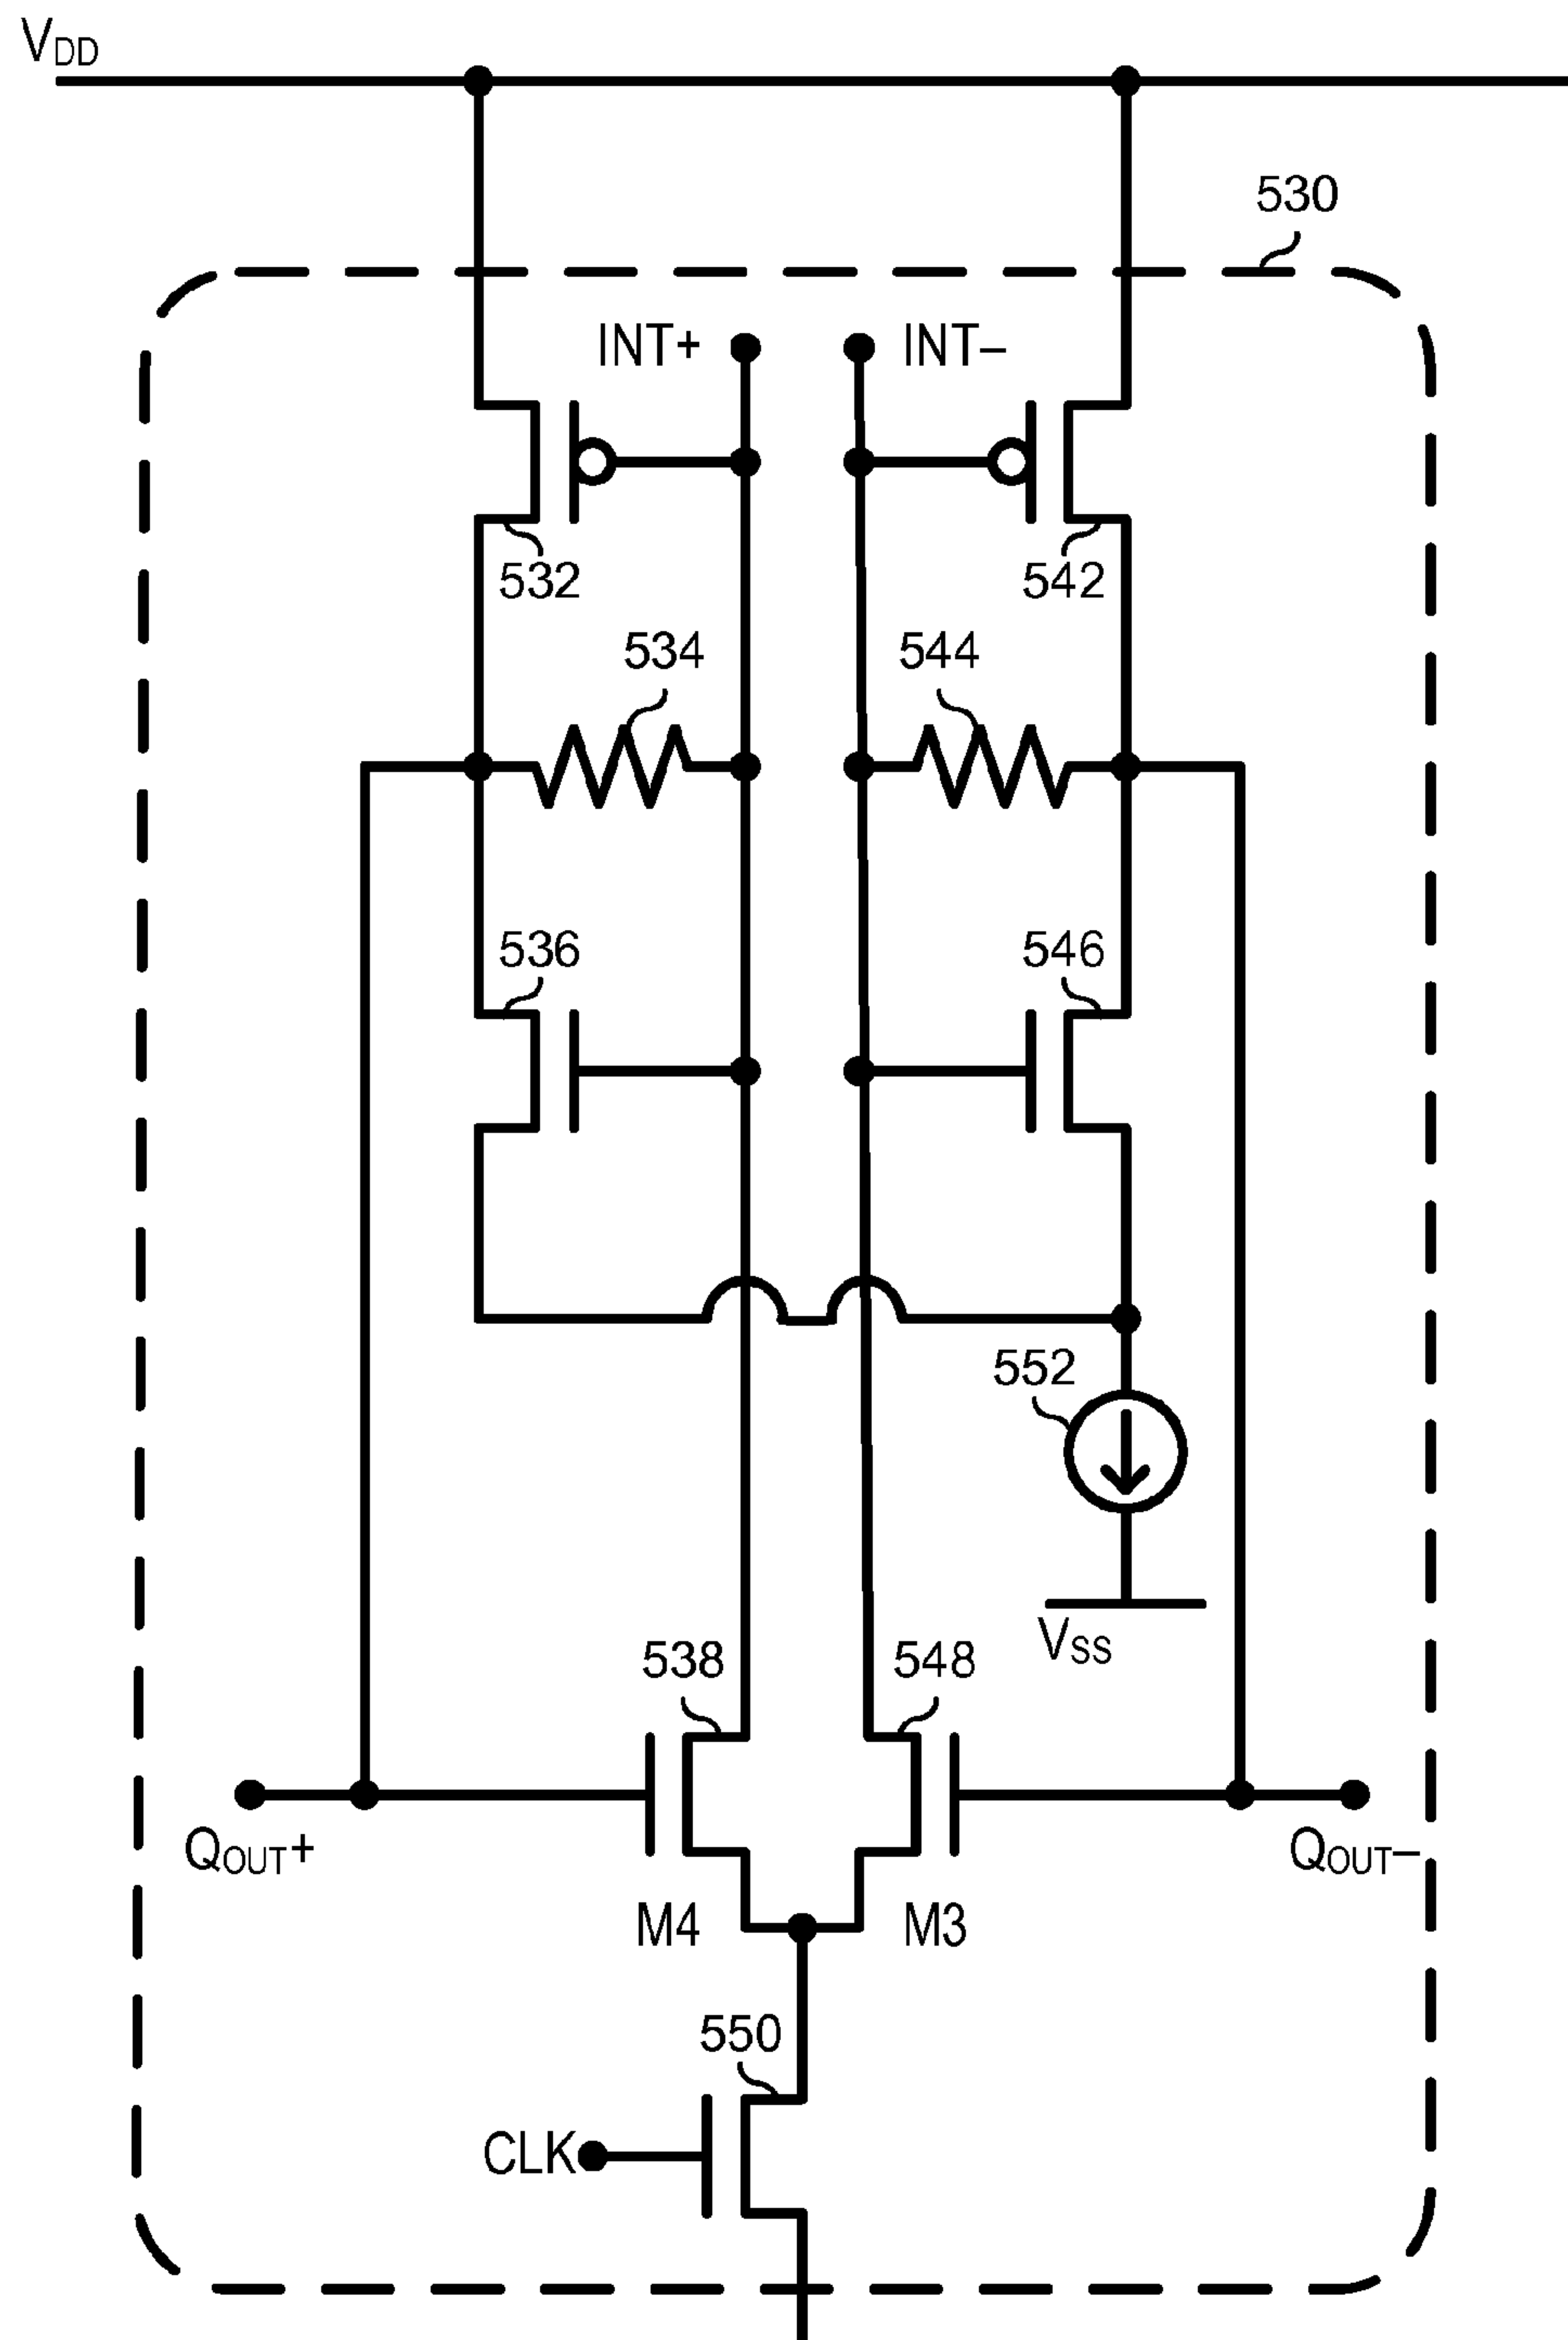 VDD
530
INT+ INT–
532 542
534 544
536 546
552
VSS
538 548
QOUT+ QOUT–
M4 M3
550
CLK